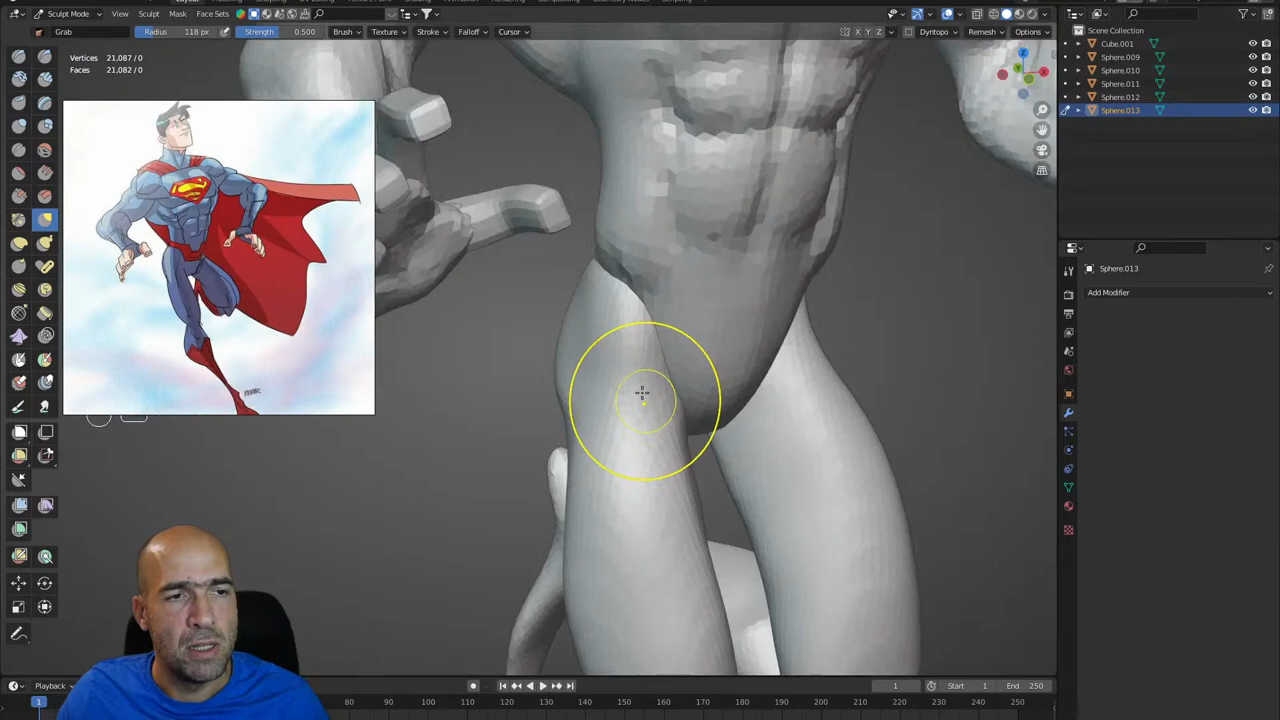 Layout
Sculpt Mode View Sculpt Mask Face Sets
Grab Radius 118 px Strength 0.500 Brush Texture Stroke Falloff Cursor X Y Z Dyntopo Remesh Options
Vertices 21,087 / 0
Faces 21,082 / 0
Scene Collection
Cube.001
Sphere.009
Sphere.010
Sphere.011
Sphere.012
Sphere.013
Sphere.013
Add Modifier
Z
Y
X
S
Playback 1 Start 1 End 250
1 80 90 100 110 120 130 140 150 160 170 180 190 200 210 220 230 240 250